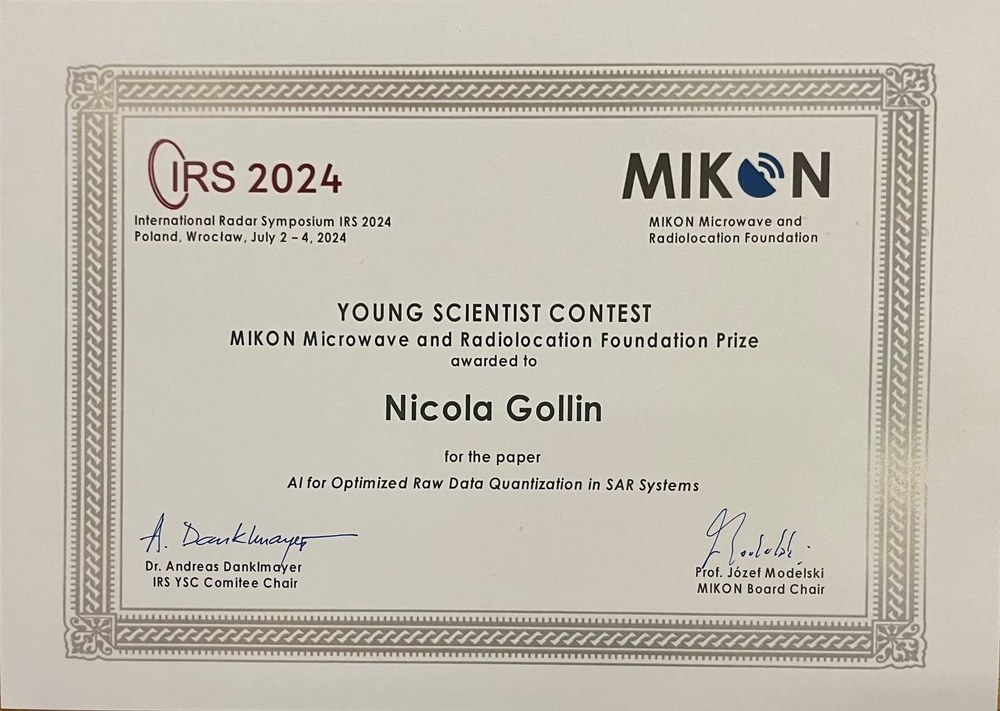 IRS 2024
International Radar Symposium IRS 2024
Poland, Wrocław, July 2 – 4, 2024
MIKON
MIKON Microwave and
Radiolocation Foundation
YOUNG SCIENTIST CONTEST
MIKON Microwave and Radiolocation Foundation Prize
awarded to
Nicola Gollin
for the paper
AI for Optimized Raw Data Quantization in SAR Systems
A. Danklmayer
Dr. Andreas Danklmayer
IRS YSC Comitee Chair
Prof. Józef Modelski
MIKON Board Chair